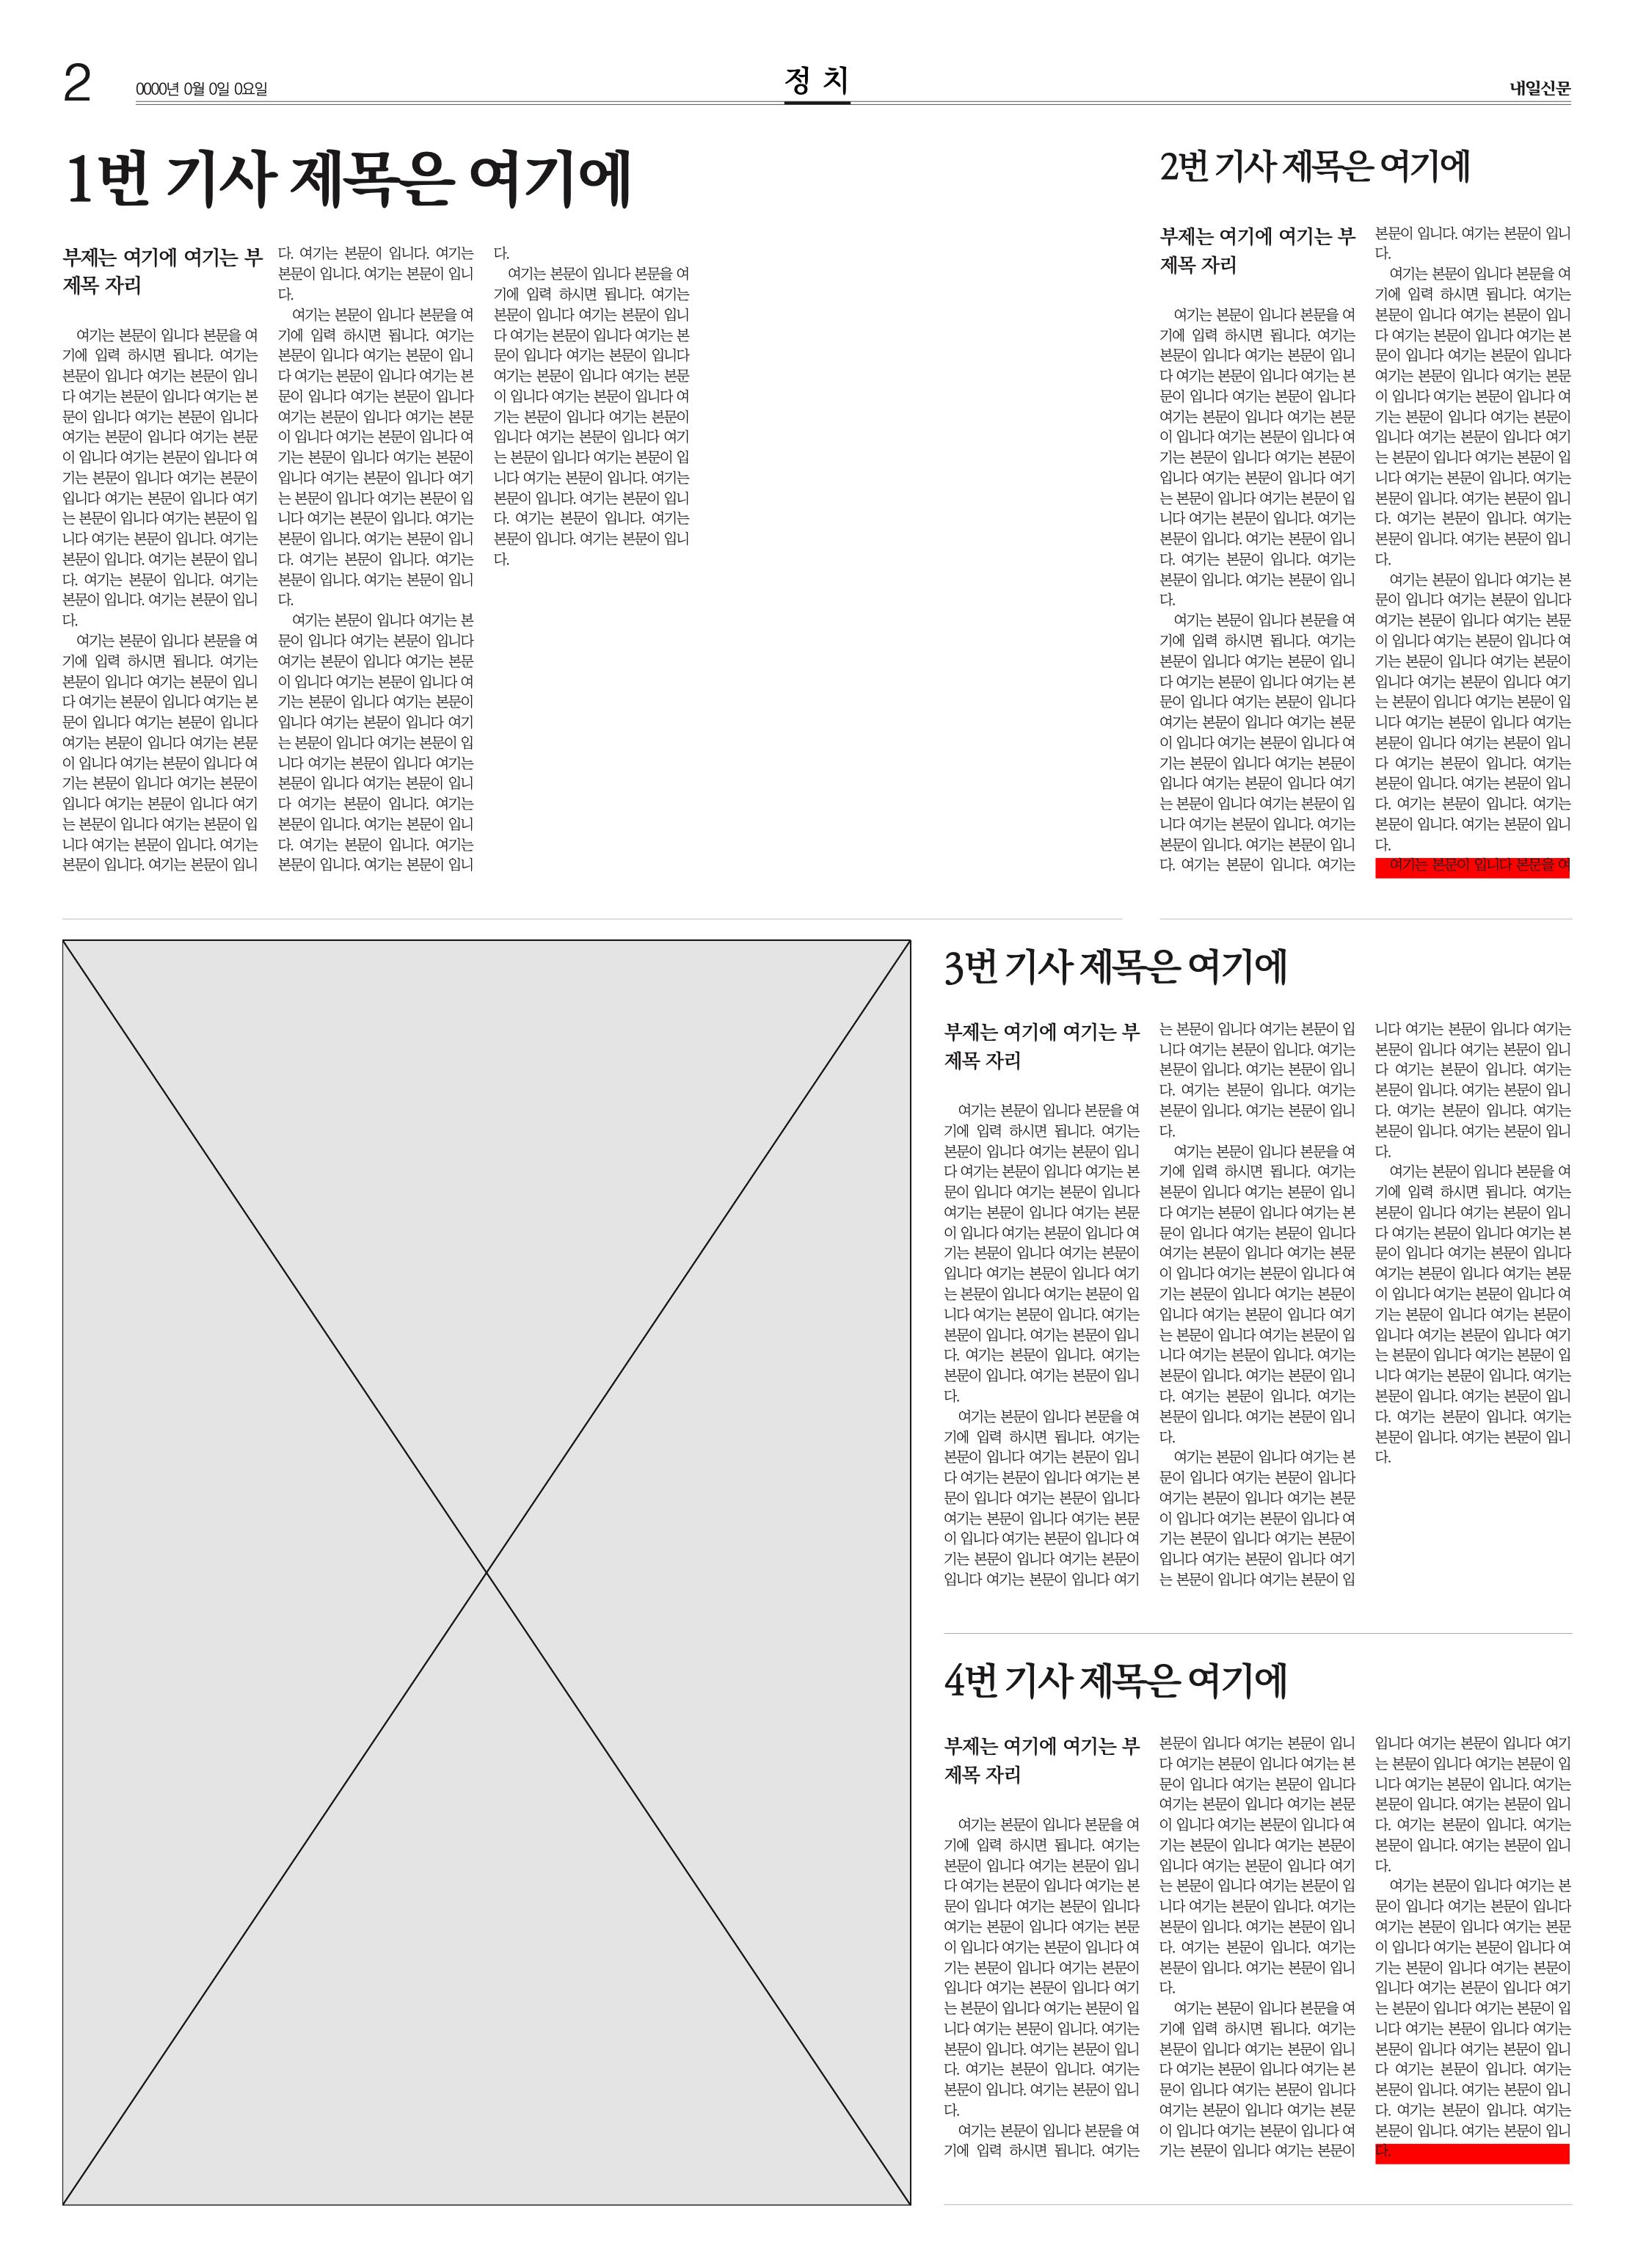 2
0000년 0월 0일 0요일
정 치
내일신문
1번 기사 제목은 여기에
부제는 여기에 여기는 부
제목 자리
여기는 본문이 입니다 본문을 여
기에 입력 하시면 됩니다. 여기는
본문이 입니다 여기는 본문이 입니
다 여기는 본문이 입니다 여기는 본
문이 입니다 여기는 본문이 입니다
여기는 본문이 입니다 여기는 본문
이 입니다 여기는 본문이 입니다 여
기는 본문이 입니다 여기는 본문이
입니다 여기는 본문이 입니다 여기
는 본문이 입니다 여기는 본문이 입
니다 여기는 본문이 입니다. 여기는
본문이 입니다. 여기는 본문이 입니
다. 여기는 본문이 입니다. 여기는
본문이 입니다. 여기는 본문이 입니
다.
여기는 본문이 입니다 본문을 여
기에 입력 하시면 됩니다. 여기는
본문이 입니다 여기는 본문이 입니
다 여기는 본문이 입니다 여기는 본
문이 입니다 여기는 본문이 입니다
여기는 본문이 입니다 여기는 본문
이 입니다 여기는 본문이 입니다 여
기는 본문이 입니다 여기는 본문이
입니다 여기는 본문이 입니다 여기
는 본문이 입니다 여기는 본문이 입
니다 여기는 본문이 입니다. 여기는
본문이 입니다. 여기는 본문이 입니
다. 여기는 본문이 입니다. 여기는
본문이 입니다. 여기는 본문이 입니
다.
여기는 본문이 입니다 본문을 여
기에 입력 하시면 됩니다. 여기는
본문이 입니다 여기는 본문이 입니
다 여기는 본문이 입니다 여기는 본
문이 입니다 여기는 본문이 입니다
여기는 본문이 입니다 여기는 본문
이 입니다 여기는 본문이 입니다 여
기는 본문이 입니다 여기는 본문이
입니다 여기는 본문이 입니다 여기
는 본문이 입니다 여기는 본문이 입
니다 여기는 본문이 입니다. 여기는
본문이 입니다. 여기는 본문이 입니
다. 여기는 본문이 입니다. 여기는
본문이 입니다. 여기는 본문이 입니
다.
여기는 본문이 입니다 여기는 본
문이 입니다 여기는 본문이 입니다
여기는 본문이 입니다 여기는 본문
이 입니다 여기는 본문이 입니다 여
기는 본문이 입니다 여기는 본문이
입니다 여기는 본문이 입니다 여기
는 본문이 입니다 여기는 본문이 입
니다 여기는 본문이 입니다 여기는
본문이 입니다 여기는 본문이 입니
다 여기는 본문이 입니다. 여기는
본문이 입니다. 여기는 본문이 입니
다. 여기는 본문이 입니다. 여기는
본문이 입니다. 여기는 본문이 입니
다.
여기는 본문이 입니다 본문을 여
기에 입력 하시면 됩니다. 여기는
본문이 입니다 여기는 본문이 입니
다 여기는 본문이 입니다 여기는 본
문이 입니다 여기는 본문이 입니다
여기는 본문이 입니다 여기는 본문
이 입니다 여기는 본문이 입니다 여
기는 본문이 입니다 여기는 본문이
입니다 여기는 본문이 입니다 여기
는 본문이 입니다 여기는 본문이 입
니다 여기는 본문이 입니다. 여기는
본문이 입니다. 여기는 본문이 입니
다. 여기는 본문이 입니다. 여기는
본문이 입니다. 여기는 본문이 입니
다.
2번 기사 제목은 여기에
부제는 여기에 여기는 부
제목 자리
여기는 본문이 입니다 본문을 여
기에 입력 하시면 됩니다. 여기는
본문이 입니다 여기는 본문이 입니
다 여기는 본문이 입니다 여기는 본
문이 입니다 여기는 본문이 입니다
여기는 본문이 입니다 여기는 본문
이 입니다 여기는 본문이 입니다 여
기는 본문이 입니다 여기는 본문이
입니다 여기는 본문이 입니다 여기
는 본문이 입니다 여기는 본문이 입
니다 여기는 본문이 입니다. 여기는
본문이 입니다. 여기는 본문이 입니
다. 여기는 본문이 입니다. 여기는
본문이 입니다. 여기는 본문이 입니
다.
여기는 본문이 입니다 본문을 여
기에 입력 하시면 됩니다. 여기는
본문이 입니다 여기는 본문이 입니
다 여기는 본문이 입니다 여기는 본
문이 입니다 여기는 본문이 입니다
여기는 본문이 입니다 여기는 본문
이 입니다 여기는 본문이 입니다 여
기는 본문이 입니다 여기는 본문이
입니다 여기는 본문이 입니다 여기
는 본문이 입니다 여기는 본문이 입
니다 여기는 본문이 입니다. 여기는
본문이 입니다. 여기는 본문이 입니
다. 여기는 본문이 입니다. 여기는
본문이 입니다. 여기는 본문이 입니
다.
여기는 본문이 입니다 본문을 여
기에 입력 하시면 됩니다. 여기는
본문이 입니다 여기는 본문이 입니
다 여기는 본문이 입니다 여기는 본
문이 입니다 여기는 본문이 입니다
여기는 본문이 입니다 여기는 본문
이 입니다 여기는 본문이 입니다 여
기는 본문이 입니다 여기는 본문이
입니다 여기는 본문이 입니다 여기
는 본문이 입니다 여기는 본문이 입
니다 여기는 본문이 입니다. 여기는
본문이 입니다. 여기는 본문이 입니
다. 여기는 본문이 입니다. 여기는
본문이 입니다. 여기는 본문이 입니
다.
여기는 본문이 입니다 여기는 본
문이 입니다 여기는 본문이 입니다
여기는 본문이 입니다 여기는 본문
이 입니다 여기는 본문이 입니다 여
기는 본문이 입니다 여기는 본문이
입니다 여기는 본문이 입니다 여기
는 본문이 입니다 여기는 본문이 입
니다 여기는 본문이 입니다 여기는
본문이 입니다 여기는 본문이 입니
다 여기는 본문이 입니다. 여기는
본문이 입니다. 여기는 본문이 입니
다. 여기는 본문이 입니다. 여기는
본문이 입니다. 여기는 본문이 입니
다.
여기는 본문이 입니다 본문을 여
3번 기사 제목은 여기에
부제는 여기에 여기는 부
제목 자리
여기는 본문이 입니다 본문을 여
기에 입력 하시면 됩니다. 여기는
본문이 입니다 여기는 본문이 입니
다 여기는 본문이 입니다 여기는 본
문이 입니다 여기는 본문이 입니다
여기는 본문이 입니다 여기는 본문
이 입니다 여기는 본문이 입니다 여
기는 본문이 입니다 여기는 본문이
입니다 여기는 본문이 입니다 여기
는 본문이 입니다 여기는 본문이 입
니다 여기는 본문이 입니다. 여기는
본문이 입니다. 여기는 본문이 입니
다. 여기는 본문이 입니다. 여기는
본문이 입니다. 여기는 본문이 입니
다.
여기는 본문이 입니다 본문을 여
기에 입력 하시면 됩니다. 여기는
본문이 입니다 여기는 본문이 입니
다 여기는 본문이 입니다 여기는 본
문이 입니다 여기는 본문이 입니다
여기는 본문이 입니다 여기는 본문
이 입니다 여기는 본문이 입니다 여
기는 본문이 입니다 여기는 본문이
입니다 여기는 본문이 입니다 여기
는 본문이 입니다 여기는 본문이 입
니다 여기는 본문이 입니다. 여기는
본문이 입니다. 여기는 본문이 입니
다. 여기는 본문이 입니다. 여기는
본문이 입니다. 여기는 본문이 입니
다.
여기는 본문이 입니다 본문을 여
기에 입력 하시면 됩니다. 여기는
본문이 입니다 여기는 본문이 입니
다 여기는 본문이 입니다 여기는 본
문이 입니다 여기는 본문이 입니다
여기는 본문이 입니다 여기는 본문
이 입니다 여기는 본문이 입니다 여
기는 본문이 입니다 여기는 본문이
입니다 여기는 본문이 입니다 여기
는 본문이 입니다 여기는 본문이 입
니다 여기는 본문이 입니다. 여기는
본문이 입니다. 여기는 본문이 입니
다. 여기는 본문이 입니다. 여기는
본문이 입니다. 여기는 본문이 입니
다.
여기는 본문이 입니다 여기는 본
문이 입니다 여기는 본문이 입니다
여기는 본문이 입니다 여기는 본문
이 입니다 여기는 본문이 입니다 여
기는 본문이 입니다 여기는 본문이
입니다 여기는 본문이 입니다 여기
는 본문이 입니다 여기는 본문이 입
니다 여기는 본문이 입니다 여기는
본문이 입니다 여기는 본문이 입니
다 여기는 본문이 입니다. 여기는
본문이 입니다. 여기는 본문이 입니
다. 여기는 본문이 입니다. 여기는
본문이 입니다. 여기는 본문이 입니
다.
여기는 본문이 입니다 본문을 여
기에 입력 하시면 됩니다. 여기는
본문이 입니다 여기는 본문이 입니
다 여기는 본문이 입니다 여기는 본
문이 입니다 여기는 본문이 입니다
여기는 본문이 입니다 여기는 본문
이 입니다 여기는 본문이 입니다 여
기는 본문이 입니다 여기는 본문이
입니다 여기는 본문이 입니다 여기
는 본문이 입니다 여기는 본문이 입
니다 여기는 본문이 입니다. 여기는
본문이 입니다. 여기는 본문이 입니
다. 여기는 본문이 입니다. 여기는
본문이 입니다. 여기는 본문이 입니
다.
4번 기사 제목은 여기에
부제는 여기에 여기는 부
제목 자리
여기는 본문이 입니다 본문을 여
기에 입력 하시면 됩니다. 여기는
본문이 입니다 여기는 본문이 입니
다 여기는 본문이 입니다 여기는 본
문이 입니다 여기는 본문이 입니다
여기는 본문이 입니다 여기는 본문
이 입니다 여기는 본문이 입니다 여
기는 본문이 입니다 여기는 본문이
입니다 여기는 본문이 입니다 여기
는 본문이 입니다 여기는 본문이 입
니다 여기는 본문이 입니다. 여기는
본문이 입니다. 여기는 본문이 입니
다. 여기는 본문이 입니다. 여기는
본문이 입니다. 여기는 본문이 입니
다.
여기는 본문이 입니다 본문을 여
기에 입력 하시면 됩니다. 여기는
본문이 입니다 여기는 본문이 입니
다 여기는 본문이 입니다 여기는 본
문이 입니다 여기는 본문이 입니다
여기는 본문이 입니다 여기는 본문
이 입니다 여기는 본문이 입니다 여
기는 본문이 입니다 여기는 본문이
입니다 여기는 본문이 입니다 여기
는 본문이 입니다 여기는 본문이 입
니다 여기는 본문이 입니다. 여기는
본문이 입니다. 여기는 본문이 입니
다. 여기는 본문이 입니다. 여기는
본문이 입니다. 여기는 본문이 입니
다.
여기는 본문이 입니다 본문을 여
기에 입력 하시면 됩니다. 여기는
본문이 입니다 여기는 본문이 입니
다 여기는 본문이 입니다 여기는 본
문이 입니다 여기는 본문이 입니다
여기는 본문이 입니다 여기는 본문
이 입니다 여기는 본문이 입니다 여
기는 본문이 입니다 여기는 본문이
입니다 여기는 본문이 입니다 여기
는 본문이 입니다 여기는 본문이 입
니다 여기는 본문이 입니다. 여기는
본문이 입니다. 여기는 본문이 입니
다. 여기는 본문이 입니다. 여기는
본문이 입니다. 여기는 본문이 입니
다.
여기는 본문이 입니다 여기는 본
문이 입니다 여기는 본문이 입니다
여기는 본문이 입니다 여기는 본문
이 입니다 여기는 본문이 입니다 여
기는 본문이 입니다 여기는 본문이
입니다 여기는 본문이 입니다 여기
는 본문이 입니다 여기는 본문이 입
니다 여기는 본문이 입니다 여기는
본문이 입니다 여기는 본문이 입니
다 여기는 본문이 입니다. 여기는
본문이 입니다. 여기는 본문이 입니
다. 여기는 본문이 입니다. 여기는
본문이 입니다. 여기는 본문이 입니
다.